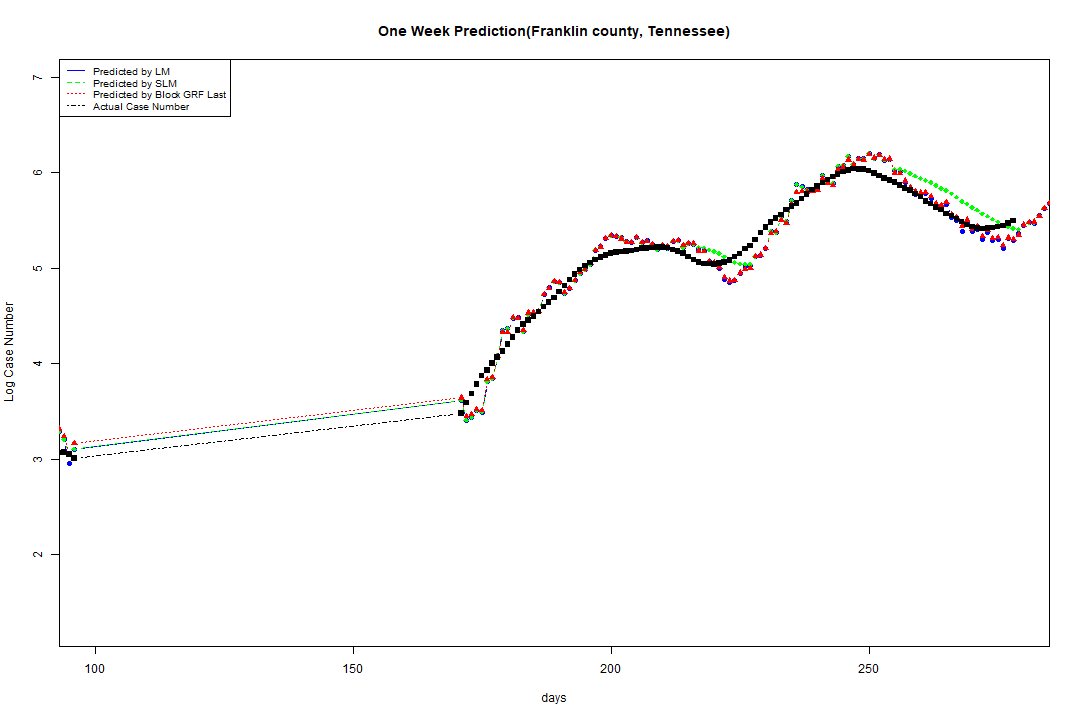 One Week Prediction(Franklin county, Tennessee)
Predicted by LM
Predicted by SLM
Predicted by Block GRF Last
Actual Case Number
7
6
5
4
3
2
Log Case Number
100 150 200 250
days